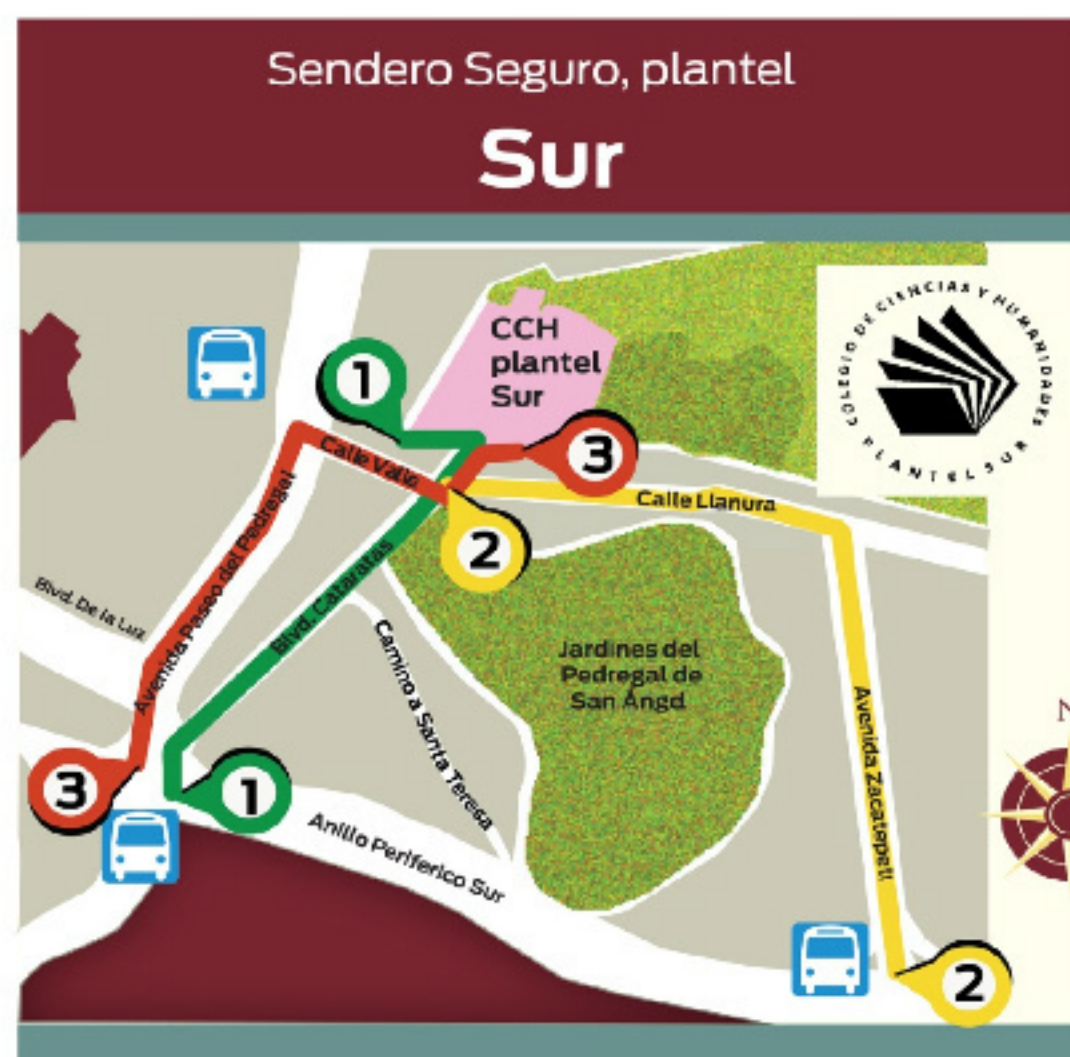 Sendero Seguro, plantel
Sur
COLEGIO DE CIENCIAS Y HUMANIDADES
PLANTEL SUR
CCH
plantel
Sur
1
3
Calle Valle
2
Calle Llanura
Avenida Paseo del Pedregal
Blvd. De la Luz
Blvd. Cataratas
Camino a Santa Teresa
Jardines del
Pedregal de
San Ángd
Avenida Zacatepetl
N
3
1
Anillo Periferico Sur
2